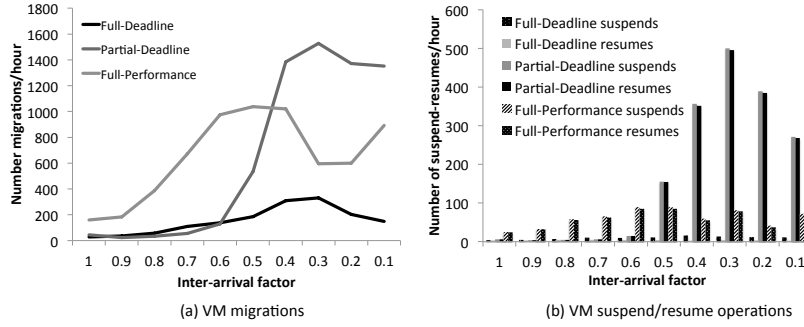 Number migrations/hour
1800
1600
1400
1200
1000
800
600
400
200
0
Full-Deadline
Partial-Deadline
Full-Performance
1 0.9 0.8 0.7 0.6 0.5 0.4 0.3 0.2 0.1
Inter-arrival factor
(a) VM migrations
Number of suspend-resumes/hour
600
500
400
300
200
100
0
Full-Deadline suspends
Full-Deadline resumes
Partial-Deadline suspends
Partial-Deadline resumes
Full-Performance suspends
Full-Performance resumes
1 0.9 0.8 0.7 0.6 0.5 0.4 0.3 0.2 0.1
Inter-arrival factor
(b) VM suspend/resume operations